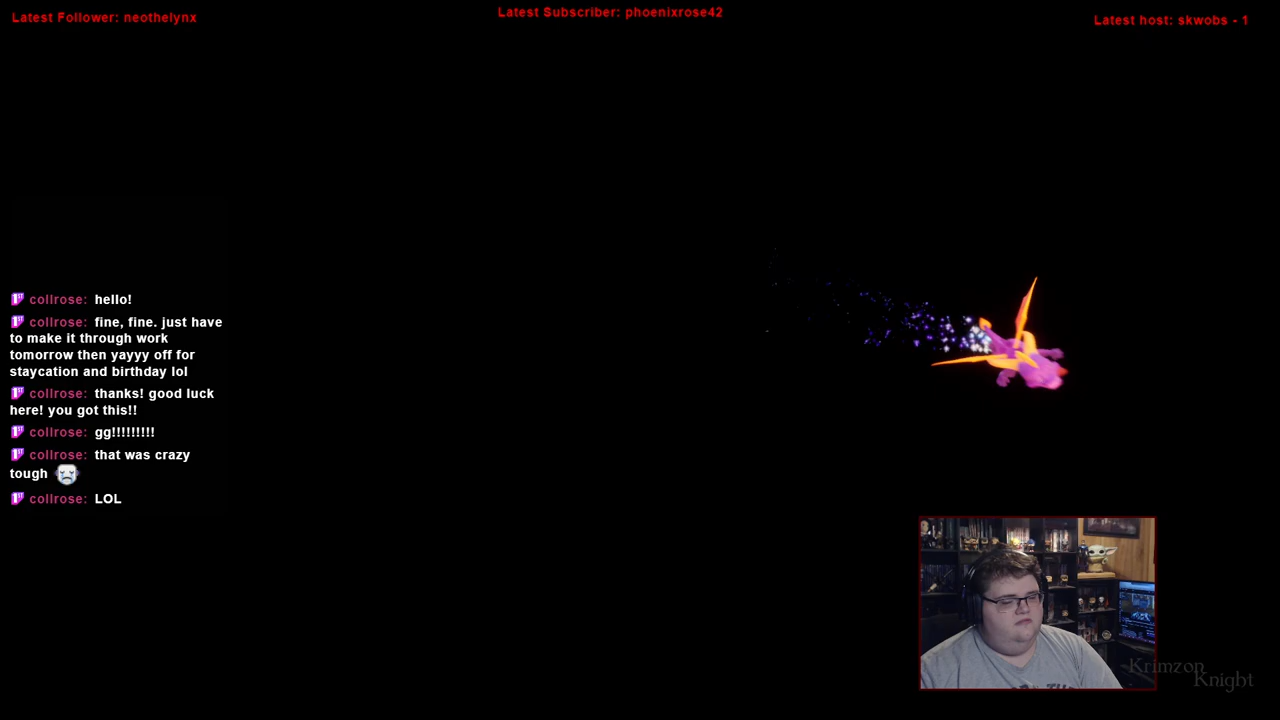 Latest Follower: neothelynx
Latest Subscriber: phoenixrose42
Latest host: skwobs - 1
collrose: hello!
collrose: fine, fine. just have
to make it through work
tomorrow then yayyy off for
staycation and birthday lol
collrose: thanks! good luck
here! you got this!!
collrose: gg!!!!!!!!!
collrose: that was crazy
tough
collrose: LOL
Krimzon
Knight